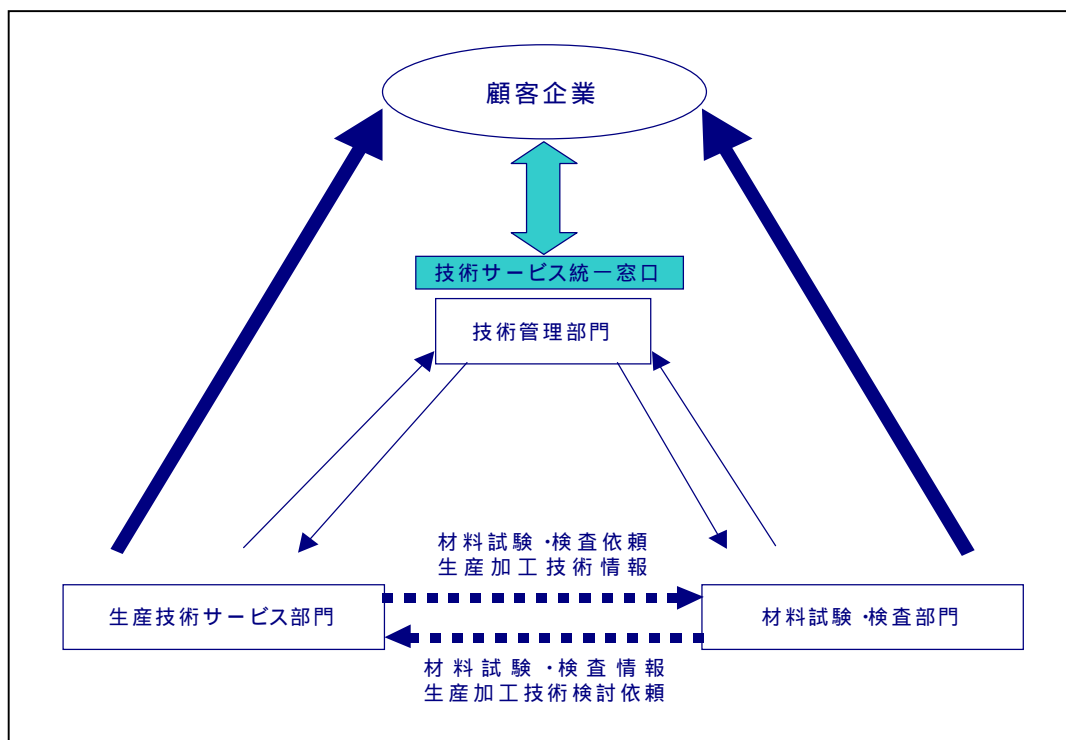 顧客企業
技術サービス統一窓口
技術管理部門
材料試験・検査依頼
生産加工技術情報
生産技術サービス部門
材料試験・検査部門
材料試験・検査情報
生産加工技術検討依頼